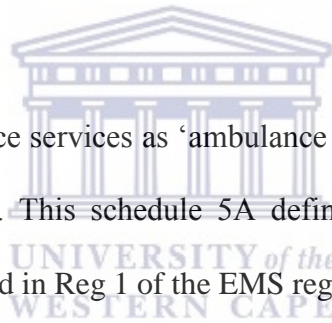 ce services as ‘ambulance
. This schedule 5A defin
UNIVERSITY of the
d in Reg 1 of the EMS reg
WESTERN CAPE